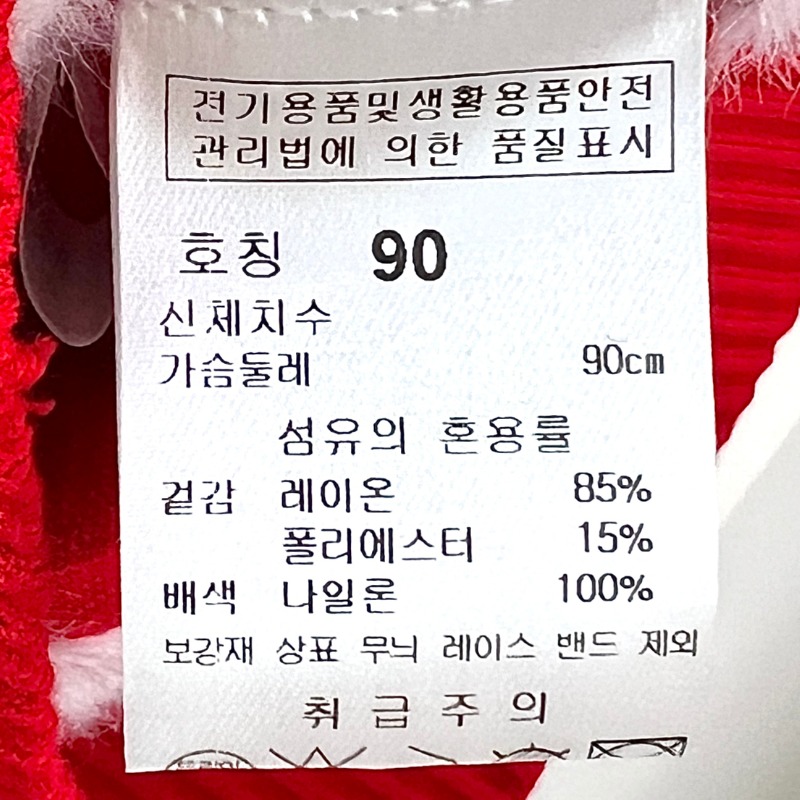 전기용품및생활용품안전
관리법에 의한 품질표시
호칭 90
신체치수
가슴둘레 90cm
섬유의 혼용률
겉감 레이온 85%
폴리에스터 15%
배색 나일론 100%
보강재 상표 무늬 레이스 밴드 제외
취급주의